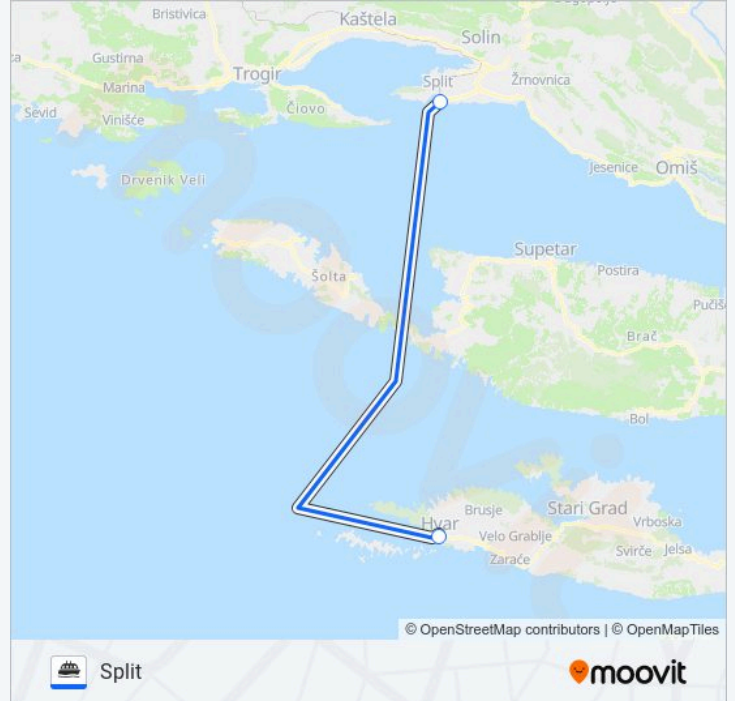 Bristivica
Kaštela
Solin
Gustirna
Trogir
Split
Žrnovnica
Marina
Čiovo
Sevid
Vinišće
Jesenice
Omiš
Drvenik Veli
Supetar
Postira
Šolta
Pučiš
Brač
Bol
Hvar
Brusje
Stari Grad
Vrboska
Velo Grablje
Svirče
Jelsa
Zaraće
© OpenStreetMap contributors | © OpenMapTiles
Split
moovit